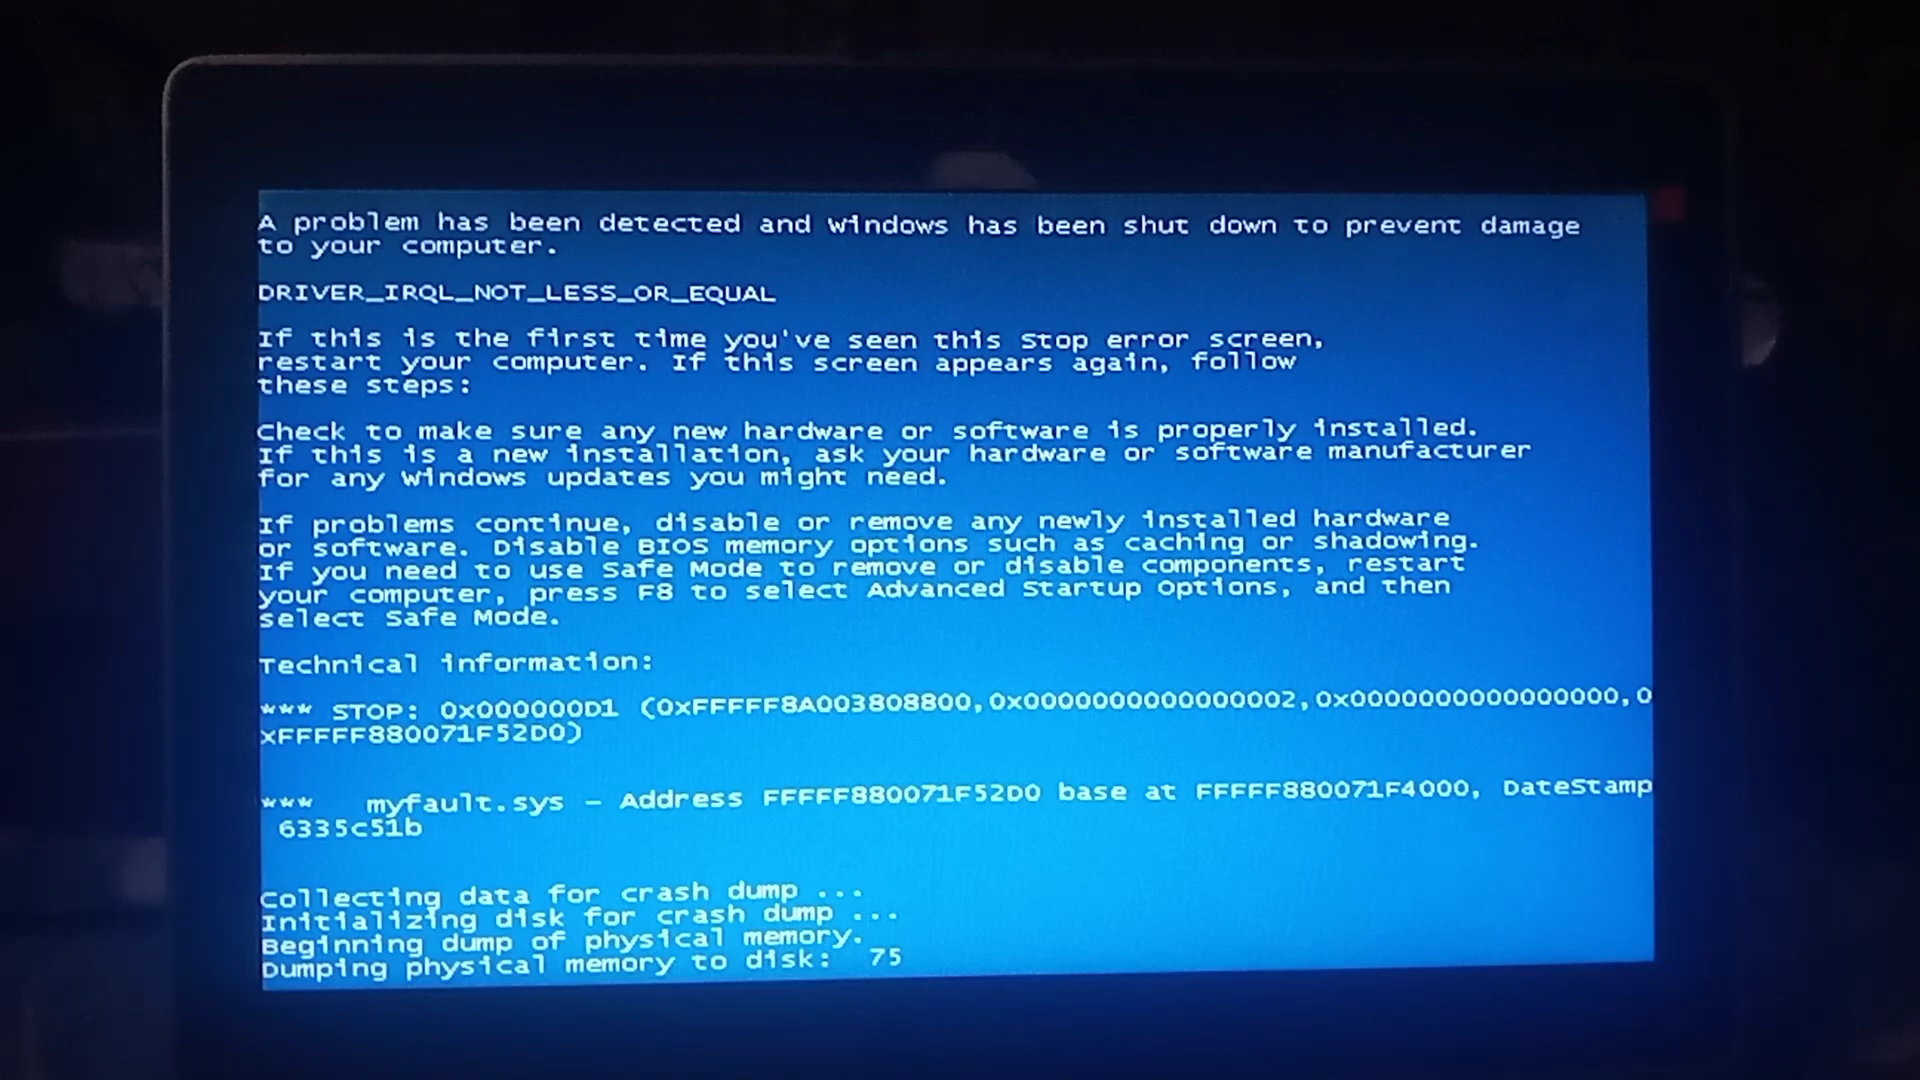 A problem has been detected and windows has been shut down to prevent damage
to your computer.
DRIVER_IRQL_NOT_LESS_OR_EQUAL
If this is the first time you've seen this Stop error screen,
restart your computer. If this screen appears again, follow
these steps:
Check to make sure any new hardware or software is properly installed.
If this is a new installation, ask your hardware or software manufacturer
for any windows updates you might need.
If problems continue, disable or remove any newly installed hardware
or software. Disable BIOS memory options such as caching or shadowing.
If you need to use Safe Mode to remove or disable components, restart
your computer, press F8 to select Advanced Startup Options, and then
select Safe Mode.
Technical information:
*** STOP: 0x000000D1 (0xFFFFF8A003808800,0x0000000000000002,0x0000000000000000,0
xFFFFF880071F52D0)
*** myfault.sys - Address FFFFF880071F52D0 base at FFFFF880071F4000, DateStamp
6335c51b
Collecting data for crash dump ...
Initializing disk for crash dump ...
Beginning dump of physical memory.
Dumping physical memory to disk: 75